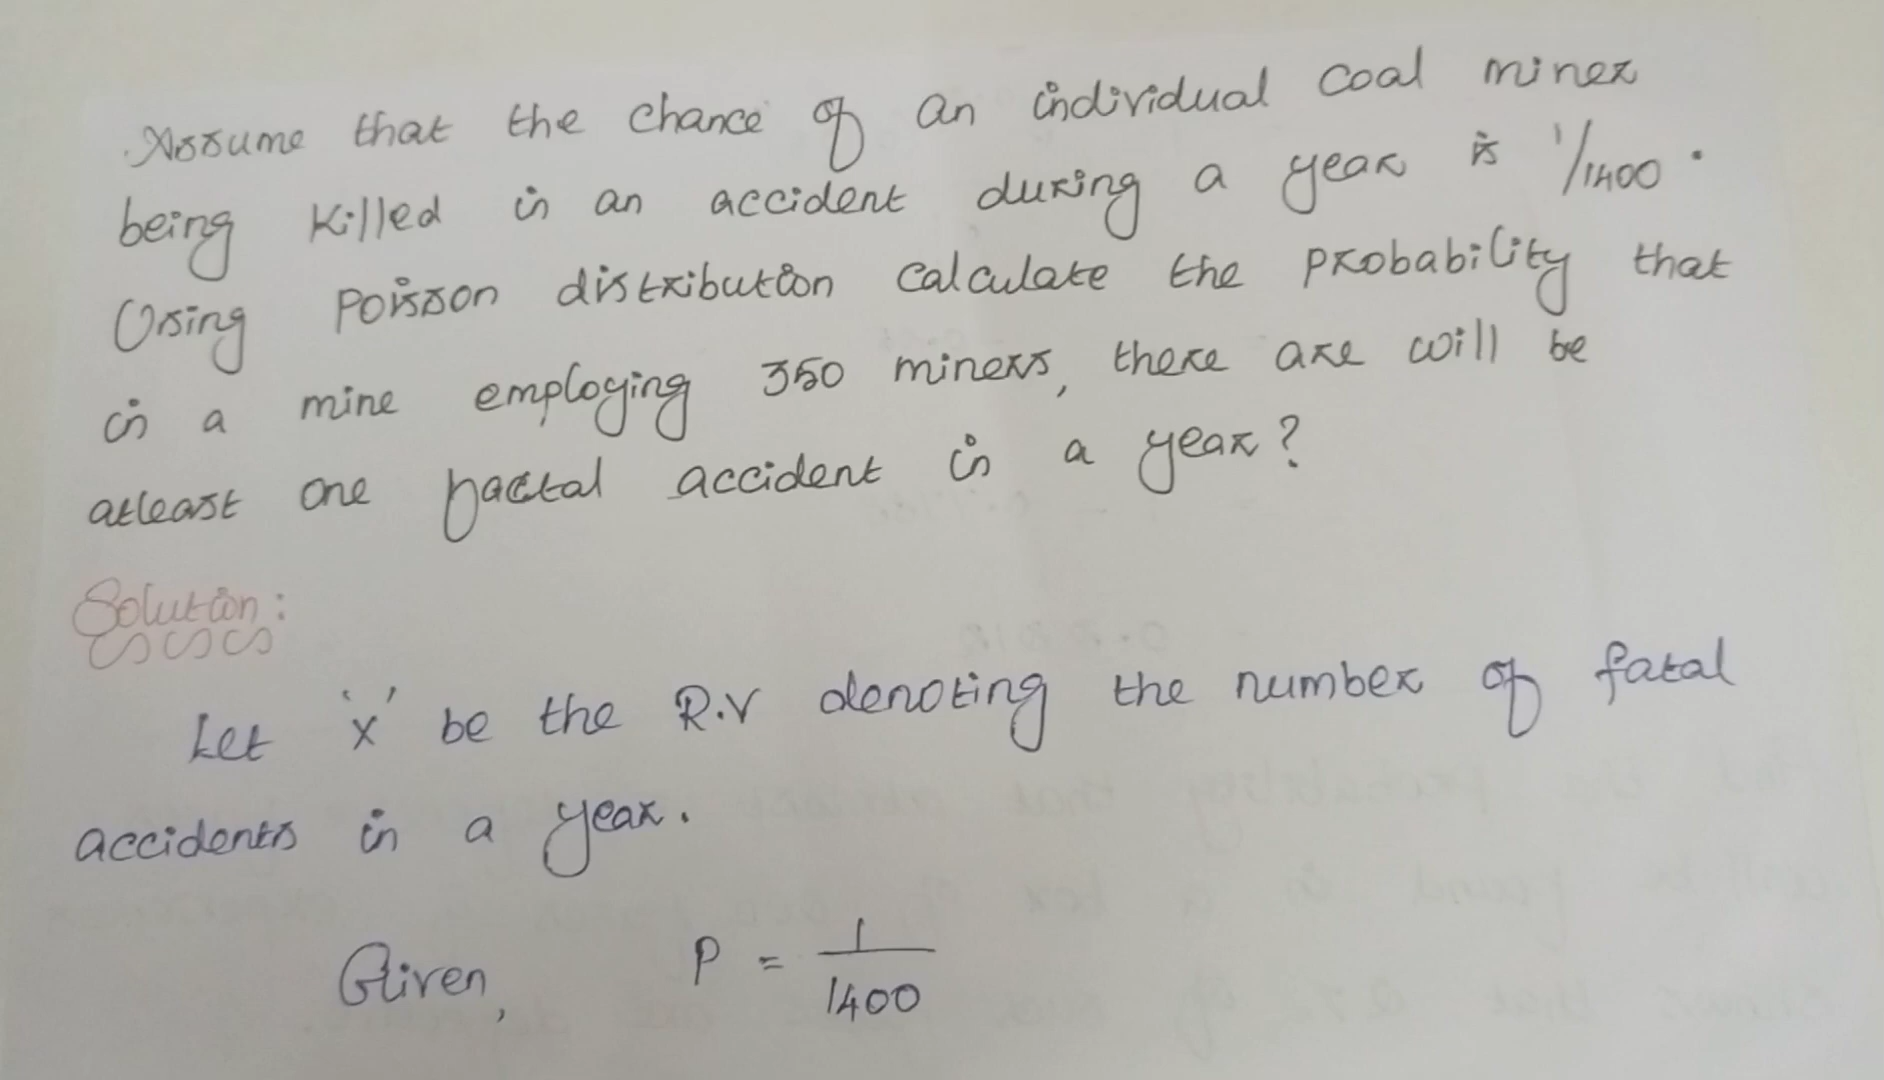 Assume that the chance of an individual coal miner
being killed in an accident during a year is 1/1400.
Using poisson distribution calculate the probability that
in a mine employing 350 miners, there are will be
atleast one factal accident in a year?
Solution:
Let 'x' be the R.V denoting the number of fatal
accidents in a year.
Given, P = 1/1400